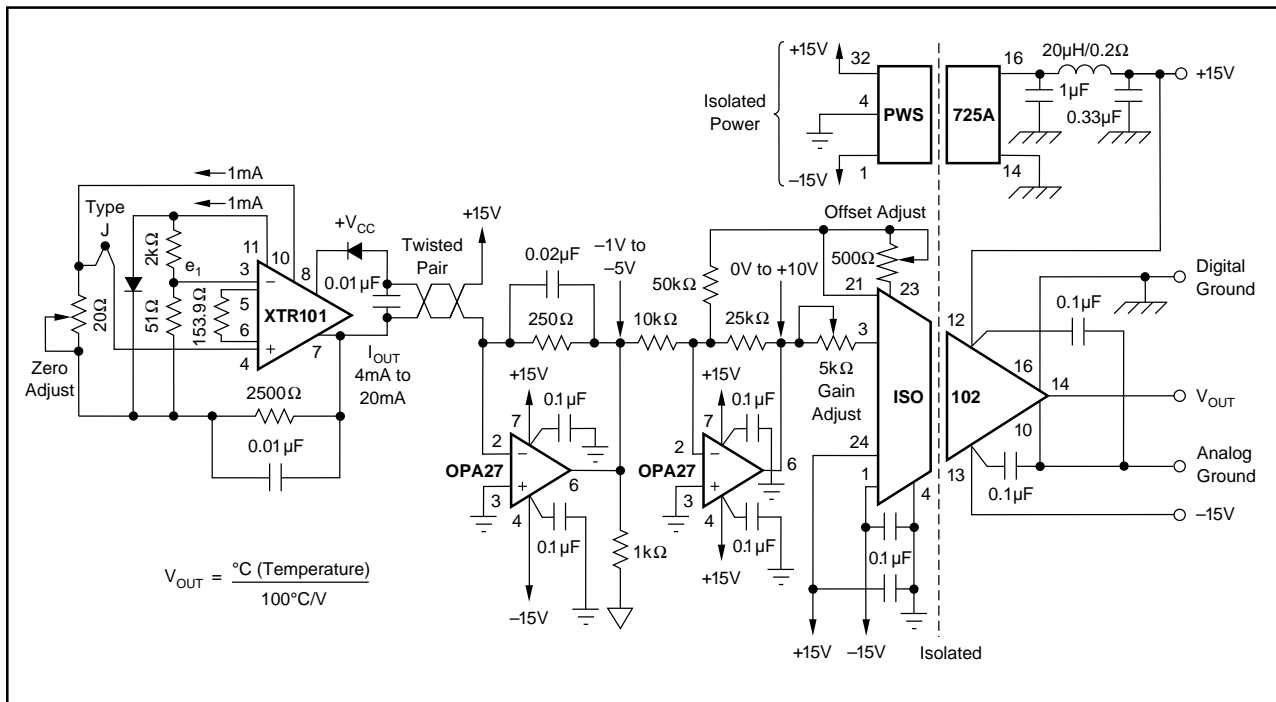 +15V
32
16
20µH/0.2Ω
+15V
Isolated
Power
4
PWS
725A
1µF
0.33µF
–15V
1
14
1mA
1mA
Type
J
+V_CC
+15V
Offset Adjust
2kΩ
11
10
8
Twisted
Pair
–1V to
–5V
500Ω
Digital
Ground
e₁
3
–
0.01µF
0.02µF
50kΩ
0V to +10V
21
23
20Ω
51Ω
153.9Ω
5
6
XTR101
250Ω
10kΩ
25kΩ
3
12
0.1µF
+
4
7
I_OUT
4mA to
20mA
5kΩ
Gain
Adjust
ISO
102
16
14
V_OUT
Zero
Adjust
2500Ω
+15V
0.1µF
+15V
0.1µF
10
0.01µF
7
7
24
2
–
2
–
OPA27
6
OPA27
6
1
4
13
0.1µF
Analog
Ground
+
3
+
3
4
4
0.1µF
0.1µF
1kΩ
0.1µF
–15V
V_OUT = °C (Temperature)
100°C/V
–15V
+15V
+15V
–15V
Isolated